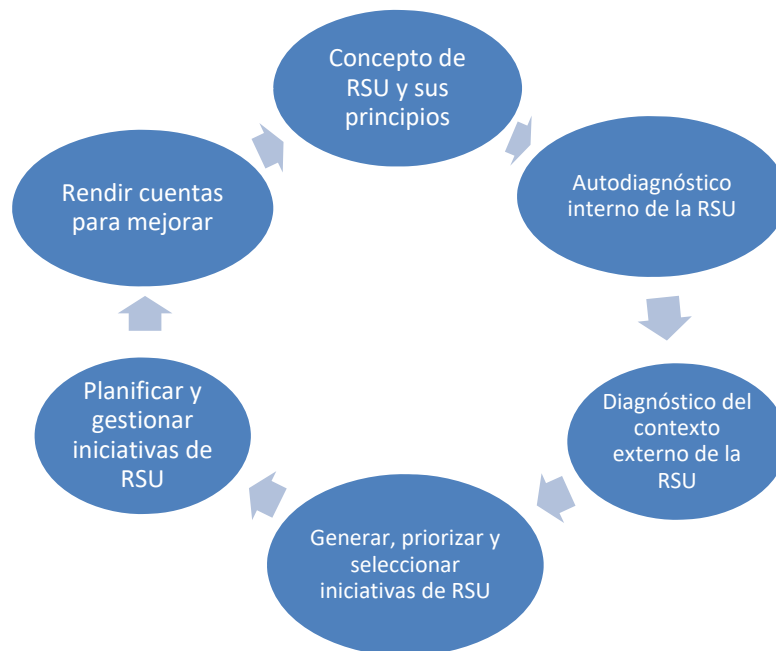 Concepto de
RSU y sus
principios
Autodiagnóstico
interno de la RSU
Diagnóstico del
contexto
externo de la
RSU
Generar, priorizar y
seleccionar
iniciativas de RSU
Planificar y
gestionar
iniciativas de
RSU
Rendir cuentas
para mejorar